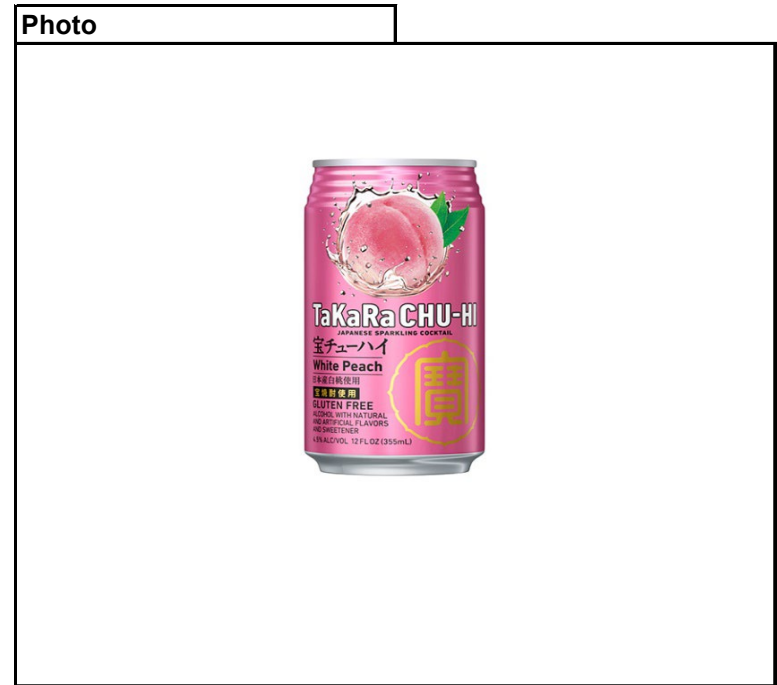 Photo
TaKaRa CHU-HI
JAPANESE SPARKLING COCKTAIL
宝チューハイ
White Peach
日本産白桃使用
宝焼酎使用
寶
GLUTEN FREE
ALCOHOL WITH NATURAL
AND ARTIFICIAL FLAVORS
AND SWEETENER
4.8% ALC/VOL 12 FL OZ (355mL)